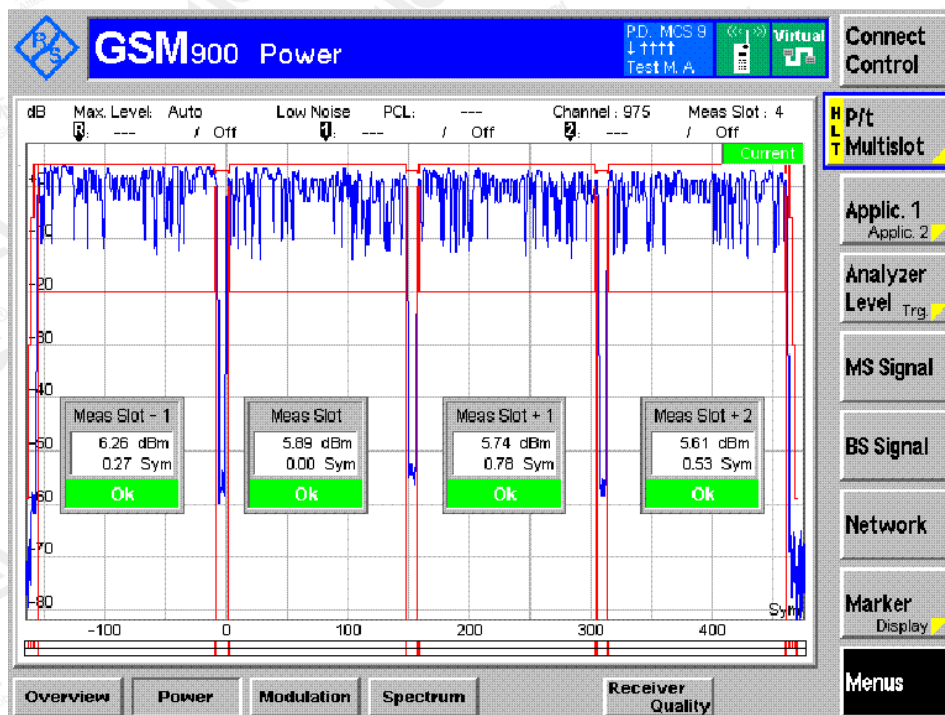 R S
GSM900 Power
P.D. MCS 9
↓↑↑↑↑
Test M. A.
Virtual
Connect
Control
dB Max. Level: Auto Low Noise PCL: --- Channel : 975 Meas Slot : 4
R: --- / Off 1: --- / Off 2: --- / Off
HLT
P/t
Multislot
Current
Applic. 1
Applic. 2
Analyzer
Level Trg.
MS Signal
BS Signal
Network
Marker
Display
Menus
-10
-20
-30
-40
-50
-60
-70
-80
Meas Slot - 1
6.26 dBm
0.27 Sym
Ok
Meas Slot
5.89 dBm
0.00 Sym
Ok
Meas Slot + 1
5.74 dBm
0.78 Sym
Ok
Meas Slot + 2
5.61 dBm
0.53 Sym
Ok
Sym
-100 0 100 200 300 400
Overview Power Modulation Spectrum Receiver
Quality